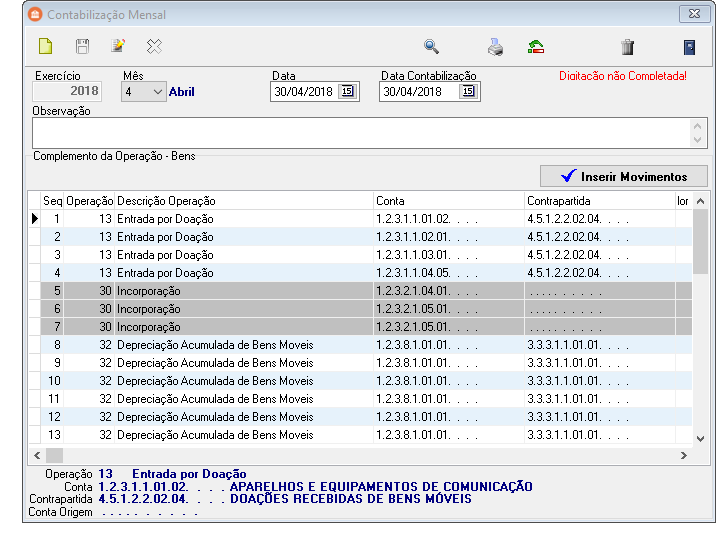 Contabilização Mensal
Exercício Mês Data Data Contabilização Digitação não Completada!
2018 4 Abril 30/04/2018 15 30/04/2018 15
Observação
Complemento da Operação - Bens
Inserir Movimentos
Seq Operação Descrição Operação Conta Contrapartida lor
1 13 Entrada por Doação 1.2.3.1.1.01.02. . . . . 4.5.1.2.2.02.04. . . . .
2 13 Entrada por Doação 1.2.3.1.1.02.01. . . . . 4.5.1.2.2.02.04. . . . .
3 13 Entrada por Doação 1.2.3.1.1.03.01. . . . . 4.5.1.2.2.02.04. . . . .
4 13 Entrada por Doação 1.2.3.1.1.04.05. . . . . 4.5.1.2.2.02.04. . . . .
5 30 Incorporação 1.2.3.2.1.04.01. . . . . . . . . . . . . . .
6 30 Incorporação 1.2.3.2.1.05.01. . . . . . . . . . . . . . .
7 30 Incorporação 1.2.3.2.1.05.01. . . . . . . . . . . . . . .
8 32 Depreciação Acumulada de Bens Moveis 1.2.3.8.1.01.01. . . . . 3.3.3.1.1.01.01. . . . .
9 32 Depreciação Acumulada de Bens Moveis 1.2.3.8.1.01.01. . . . . 3.3.3.1.1.01.01. . . . .
10 32 Depreciação Acumulada de Bens Moveis 1.2.3.8.1.01.01. . . . . 3.3.3.1.1.01.01. . . . .
11 32 Depreciação Acumulada de Bens Moveis 1.2.3.8.1.01.01. . . . . 3.3.3.1.1.01.01. . . . .
12 32 Depreciação Acumulada de Bens Moveis 1.2.3.8.1.01.01. . . . . 3.3.3.1.1.01.01. . . . .
13 32 Depreciação Acumulada de Bens Moveis 1.2.3.8.1.01.01. . . . . 3.3.3.1.1.01.01. . . . .
Operação 13 Entrada por Doação
Conta 1.2.3.1.1.01.02. . . . . APARELHOS E EQUIPAMENTOS DE COMUNICAÇÃO
Contrapartida 4.5.1.2.2.02.04. . . . . DOAÇÕES RECEBIDAS DE BENS MÓVEIS
Conta Origem . . . . . . . . . .